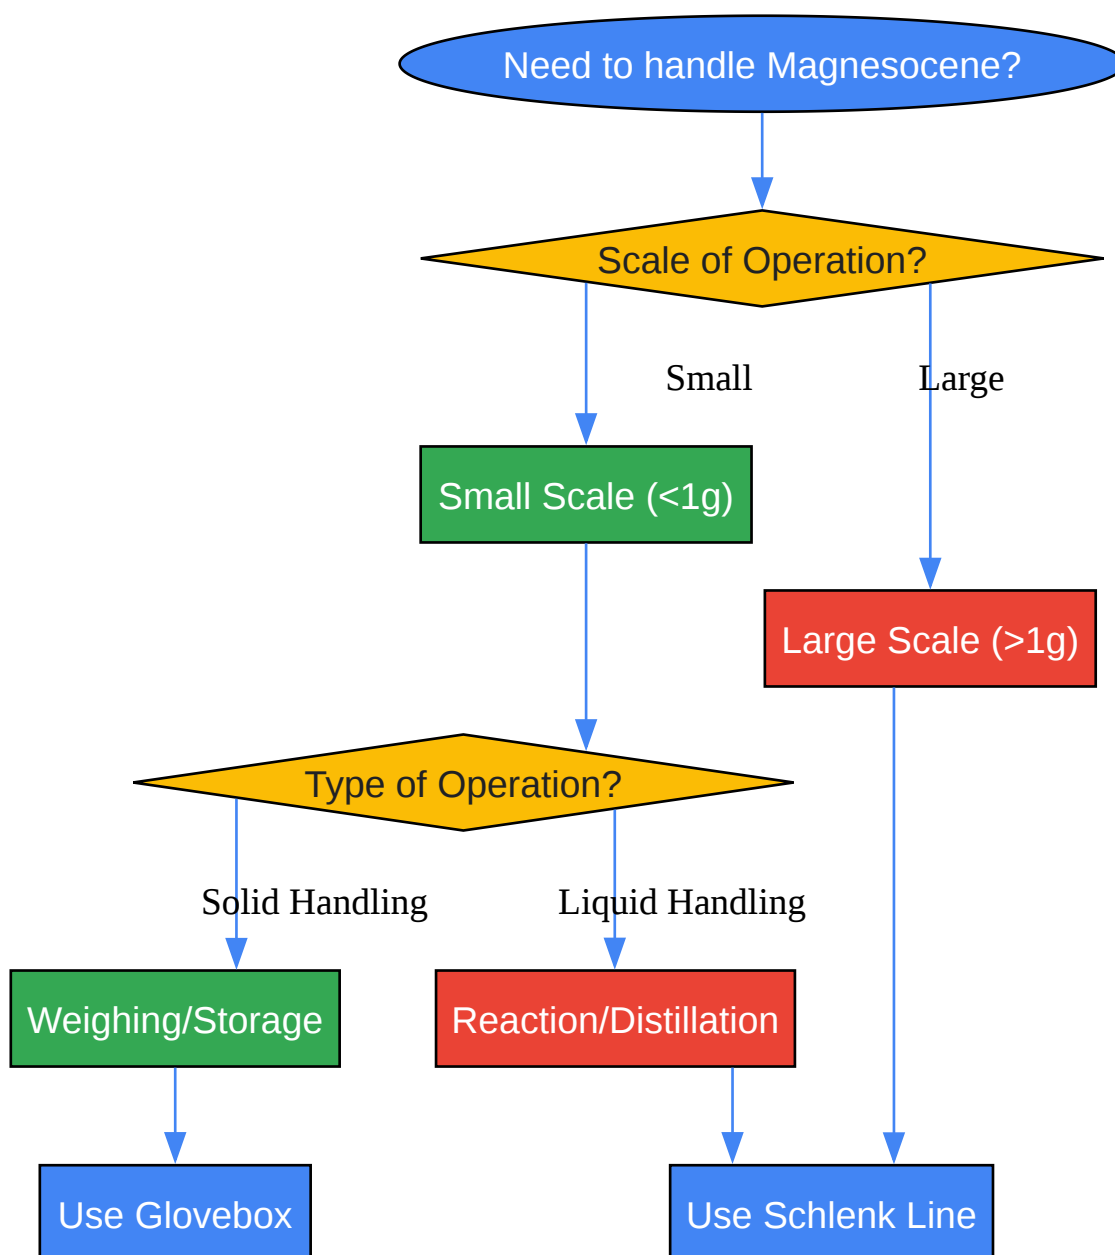 Need to handle Magnesocene?
Scale of Operation?
Small
Large
Small Scale (<1g)
Large Scale (>1g)
Type of Operation?
Solid Handling
Liquid Handling
Weighing/Storage
Reaction/Distillation
Use Glovebox
Use Schlenk Line